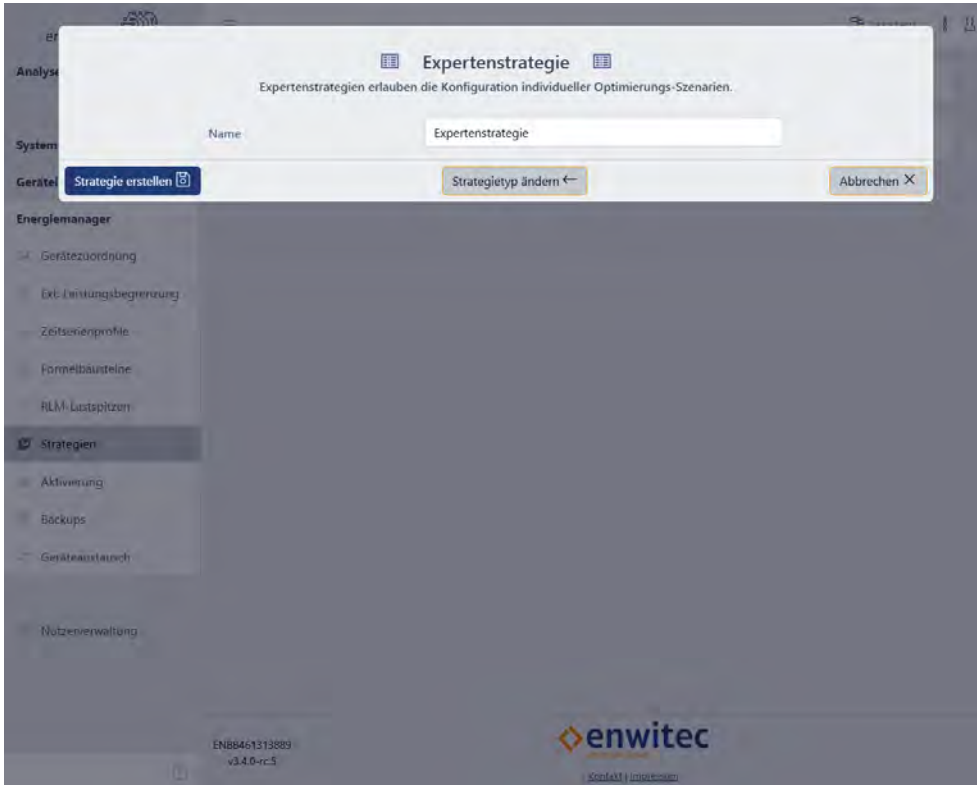 Expertenstrategie
Expertenstrategien erlauben die Konfiguration individueller Optimierungs-Szenarien.
Name
Expertenstrategie
Strategie erstellen
Strategietyp ändern
Abbrechen
Analyse
System
Energiemanager
Gerätezuordnung
Ext. Leistungsbegrenzung
Zeitserienprofile
Formelbausteine
RLM-Lastspitzen
Strategien
Aktivierung
Backups
Geräteaustausch
Nutzerverwaltung
v3.4.0-rc.5
enwitec
Kontakt | Impressum